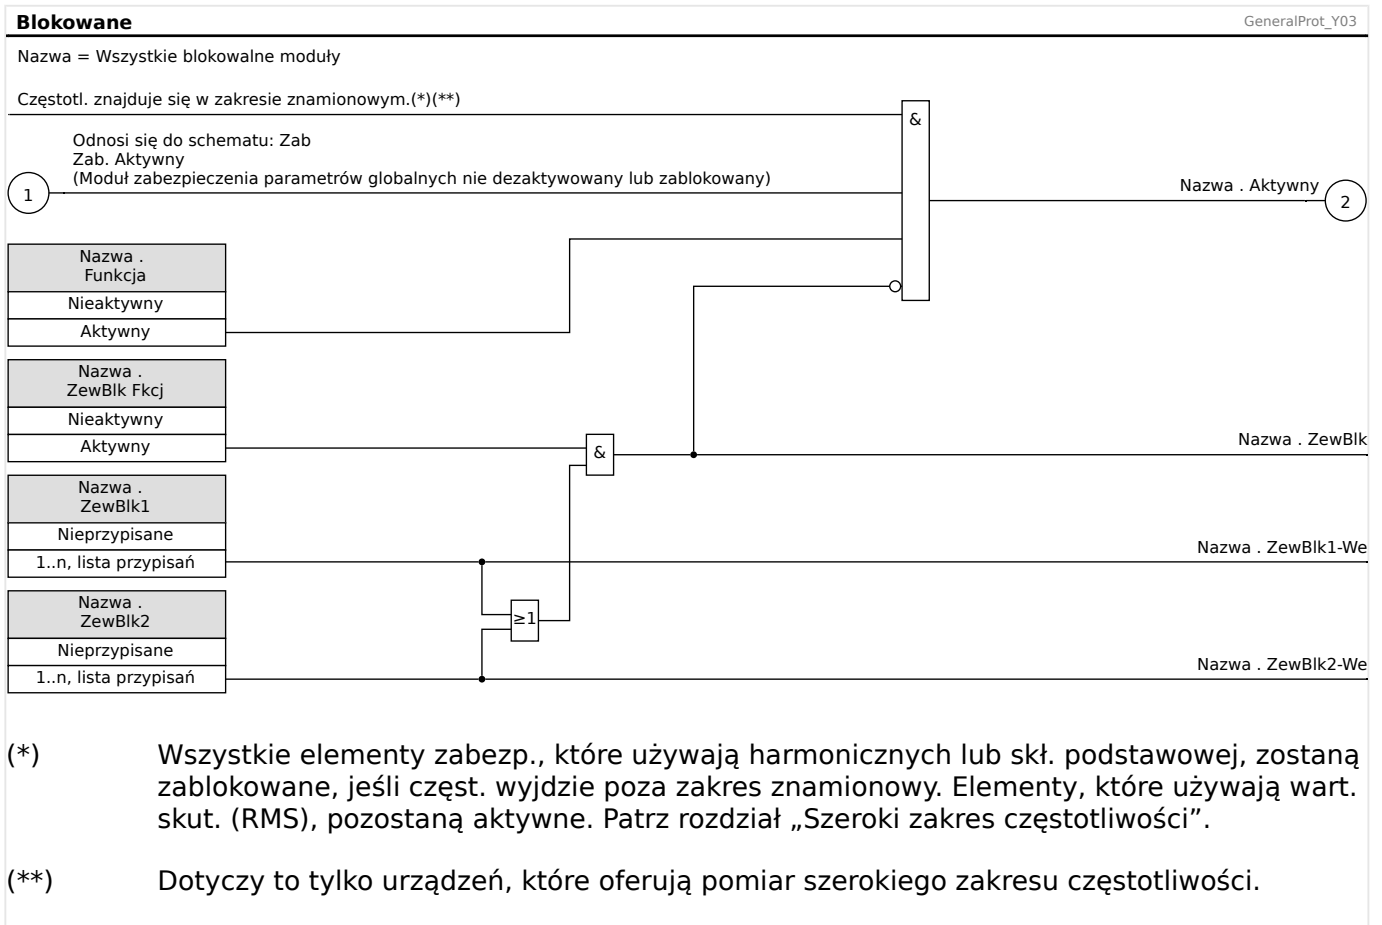 Blokowane
GeneralProt_Y03
Nazwa = Wszystkie blokowalne moduły
Częstotl. znajduje się w zakresie znamionowym.(*)(**)
&
Odnosi się do schematu: Zab
Zab. Aktywny
(Moduł zabezpieczenia parametrów globalnych nie dezaktywowany lub zablokowany)
1
Nazwa . Aktywny
2
Nazwa .
Funkcja
Nieaktywny
Aktywny
Nazwa .
ZewBlk Fkcj
Nieaktywny
Aktywny
&
Nazwa . ZewBlk
Nazwa .
ZewBlk1
Nieprzypisane
1..n, lista przypisań
Nazwa . ZewBlk1-We
Nazwa .
ZewBlk2
≥1
Nieprzypisane
1..n, lista przypisań
Nazwa . ZewBlk2-We
(*) Wszystkie elementy zabezp., które używają harmonicznych lub skł. podstawowej, zostaną
zablokowane, jeśli częst. wyjdzie poza zakres znamionowy. Elementy, które używają wart.
skut. (RMS), pozostaną aktywne. Patrz rozdział „Szeroki zakres częstotliwości”.
(**) Dotyczy to tylko urządzeń, które oferują pomiar szerokiego zakresu częstotliwości.